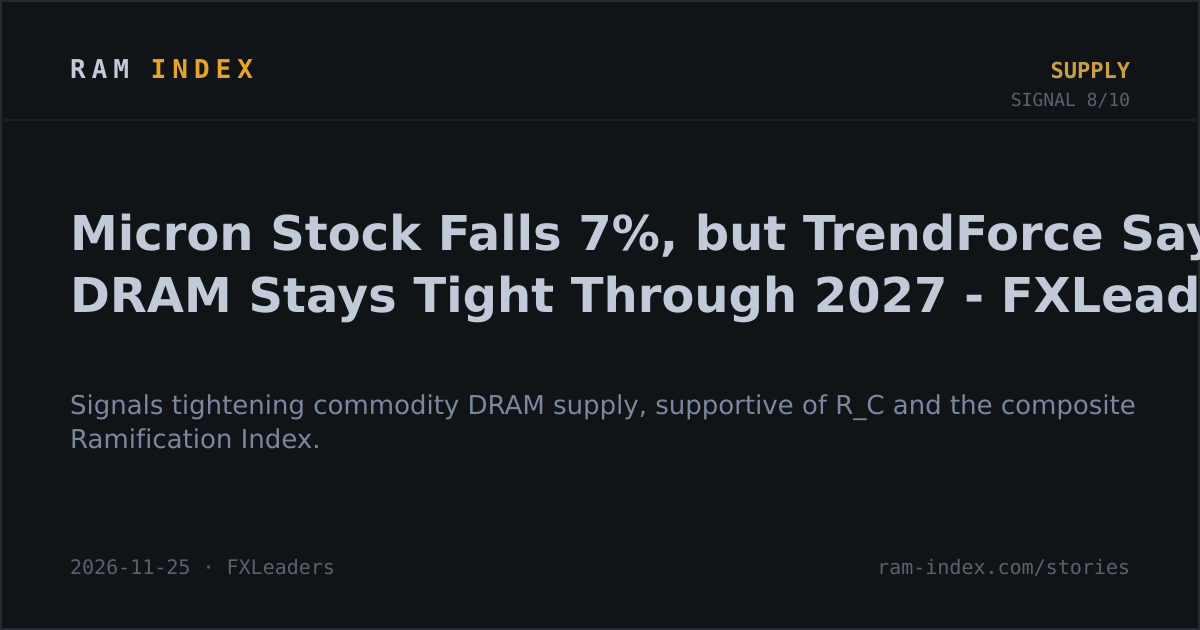 RAM INDEX
SUPPLY
SIGNAL 8/10
Micron Stock Falls 7%, but TrendForce Say
DRAM Stays Tight Through 2027 - FXLead
Signals tightening commodity DRAM supply, supportive of R_C and the composite
Ramification Index.
2026-11-25 · FXLeaders
ram-index.com/stories